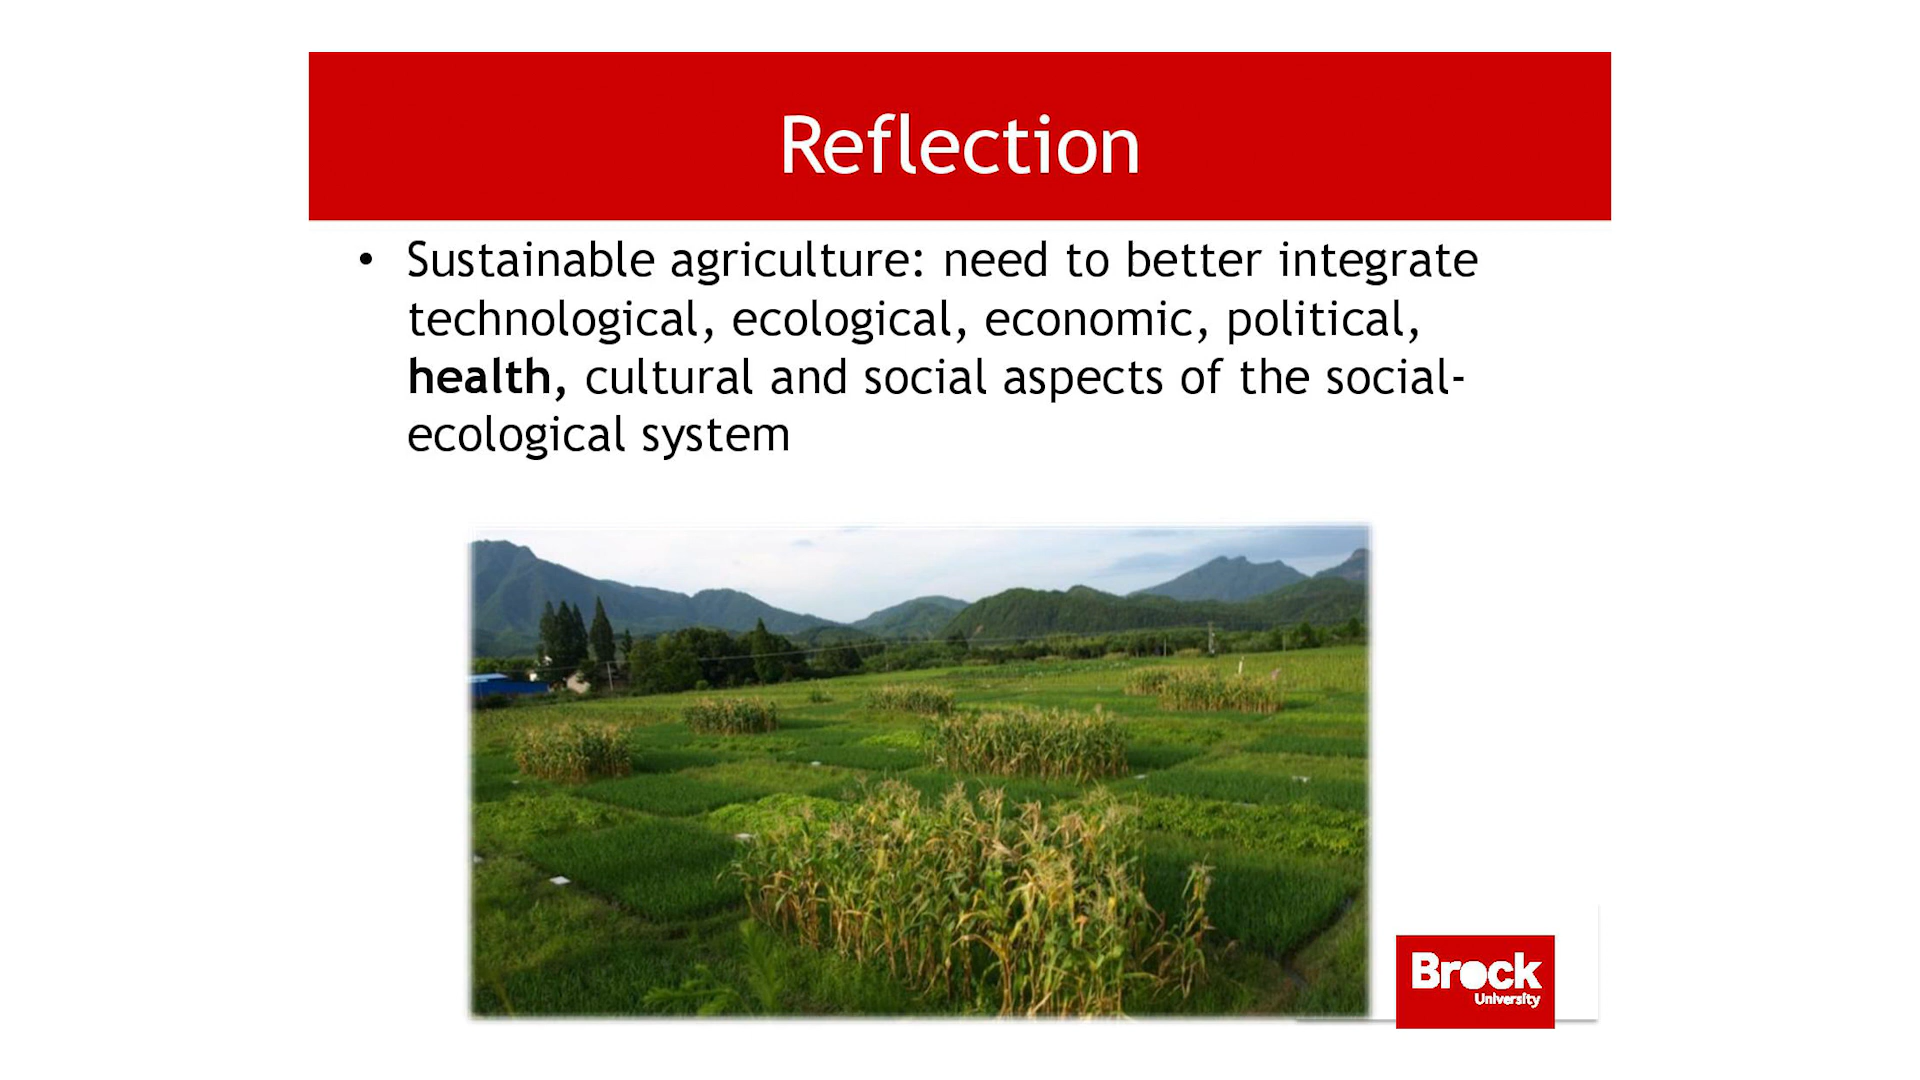 Reflection
• Sustainable agriculture: need to better integrate
technological, ecological, economic, political,
health, cultural and social aspects of the social-
ecological system
Brock
University